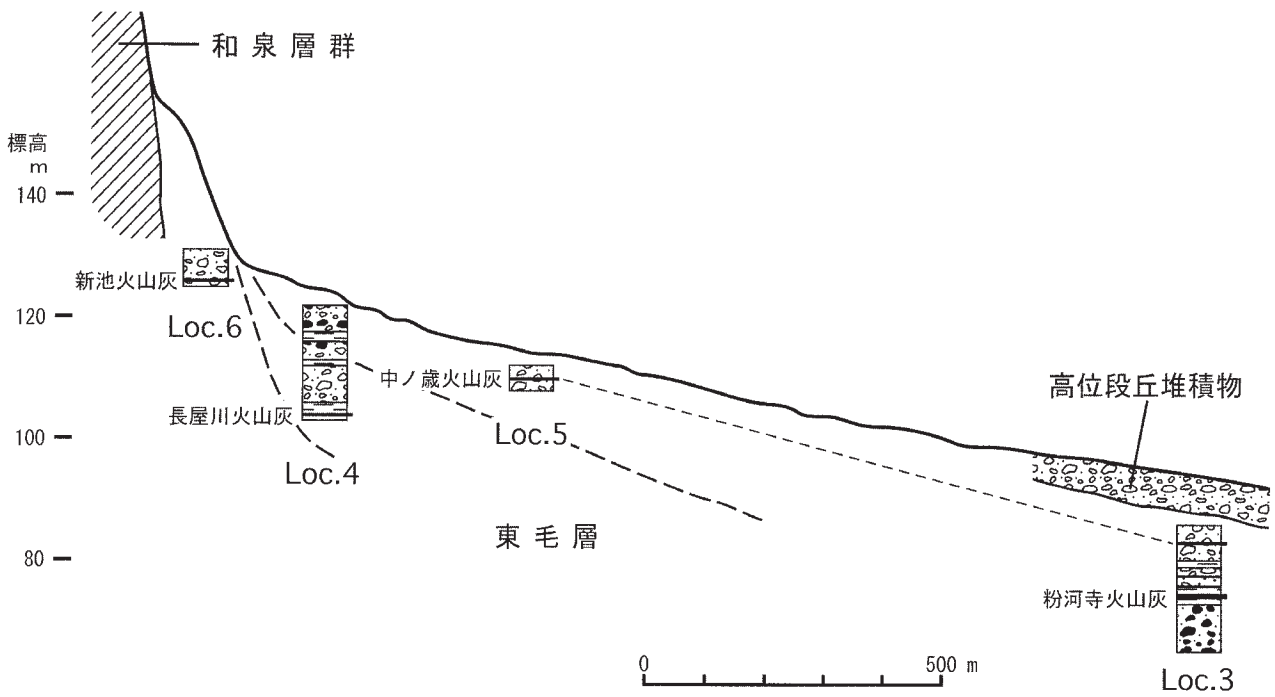 和泉層群
標高
m
140
新池火山灰
120
Loc.6
中ノ歳火山灰
高位段丘堆積物
長屋川火山灰
100
Loc.5
Loc.4
東毛層
80
粉河寺火山灰
0 500 m
Loc.3